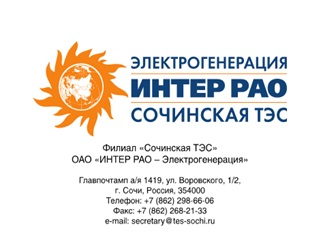 ЭЛЕКТРОГЕНЕРАЦИЯ
ИНТЕР РАО
СОЧИНСКАЯ ТЭС
Филиал «Сочинская ТЭС»
ОАО «ИНТЕР РАО – Электрогенерация»
Главпочтамп а/я 1419, ул. Воровского, 1/2,
г. Сочи, Россия, 354000
Телефон: +7 (862) 298-66-06
Факс: +7 (862) 268-21-33
e-mail: secretary@tes-sochi.ru